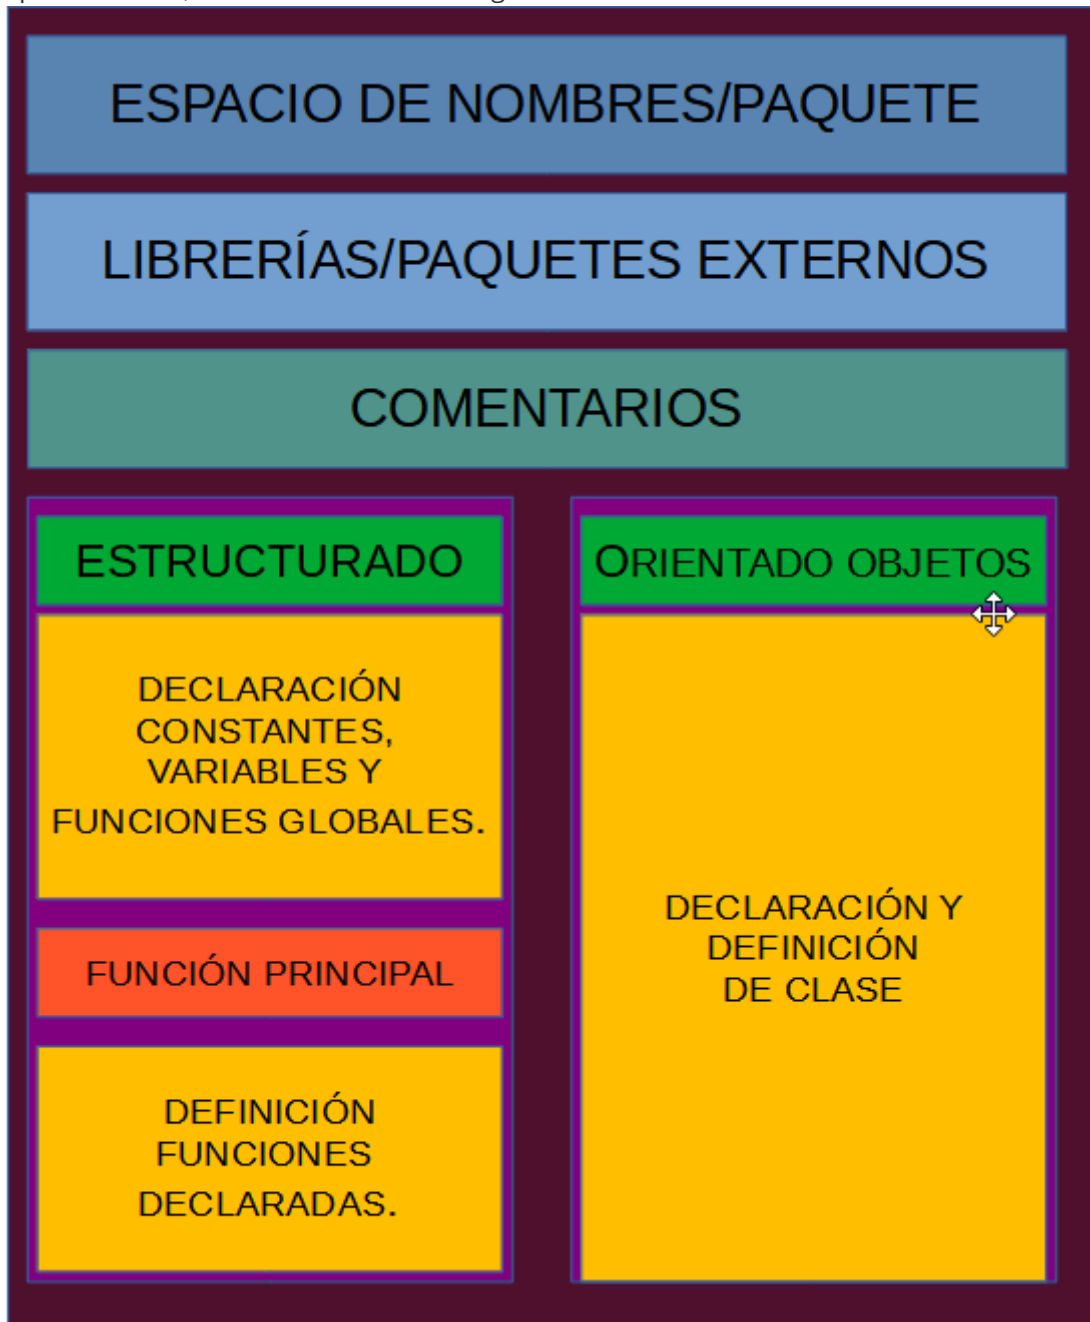 ESPACIO DE NOMBRES/PAQUETE
LIBRERÍAS/PAQUETES EXTERNOS
COMENTARIOS
ESTRUCTURADO
DECLARACIÓN
CONSTANTES,
VARIABLES Y
FUNCIONES GLOBALES.
FUNCIÓN PRINCIPAL
DEFINICIÓN
FUNCIONES
DECLARADAS.
ORIENTADO OBJETOS
DECLARACIÓN Y
DEFINICIÓN
DE CLASE